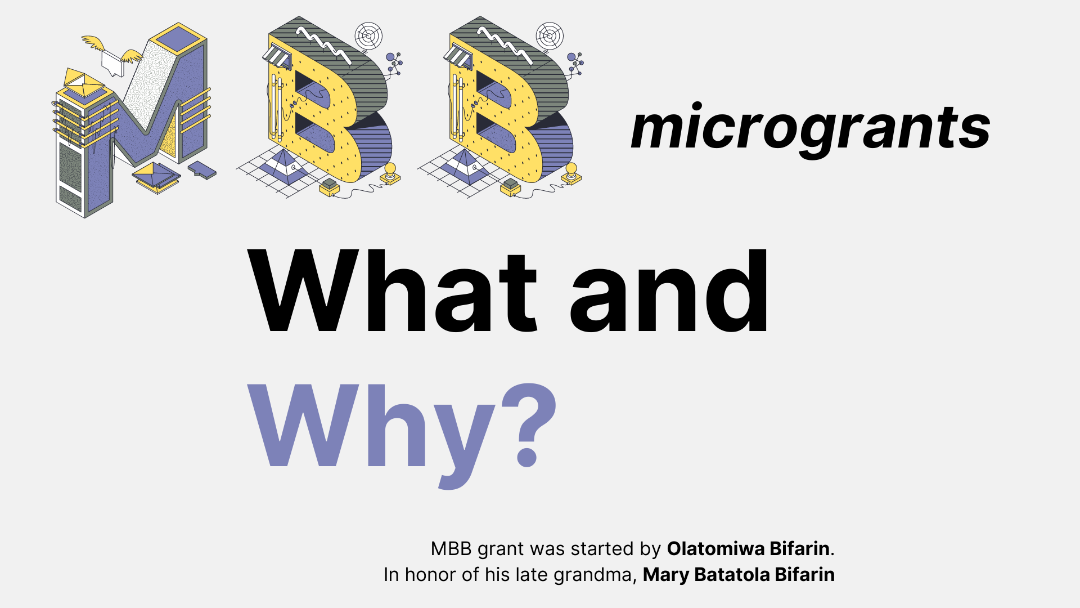 MBB microgrants
What and
Why?
MBB grant was started by Olatomiwa Bifarin.
In honor of his late grandma, Mary Batatola Bifarin